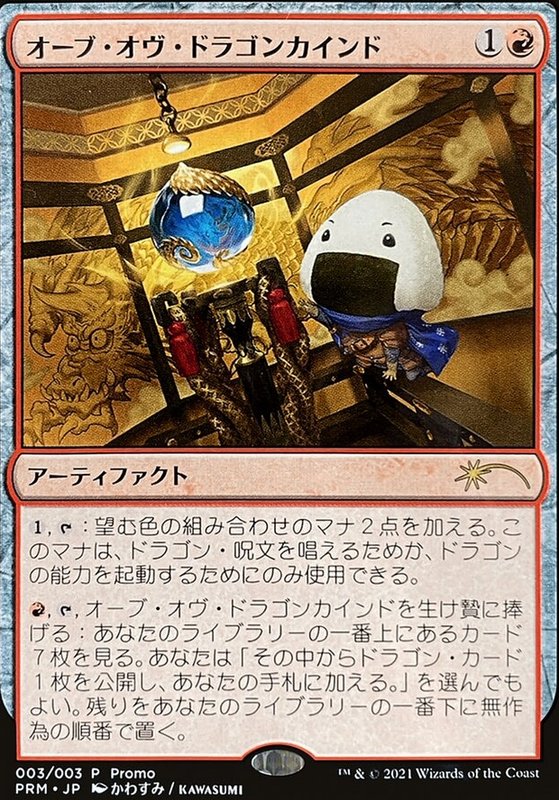 オーブ・オヴ・ドラゴンカインド 1
アーティファクト
1, : 望む色の組み合わせのマナ2点を加える。こ
のマナは、ドラゴン・呪文を唱えるためか、ドラゴン
の能力を起動するためにのみ使用できる。
, , オーブ・オヴ・ドラゴンカインドを生け贄に捧
げる：あなたのライブラリーの一番上にあるカード
7枚を見る。あなたは「その中からドラゴン・カード
1枚を公開し、あなたの手札に加える。」を選んでも
よい。残りをあなたのライブラリーの一番下に無作
為の順番で置く。
003/003 P Promo
PRM・JP かわすみ / KAWASUMI
™ & © 2021 Wizards of the Coast